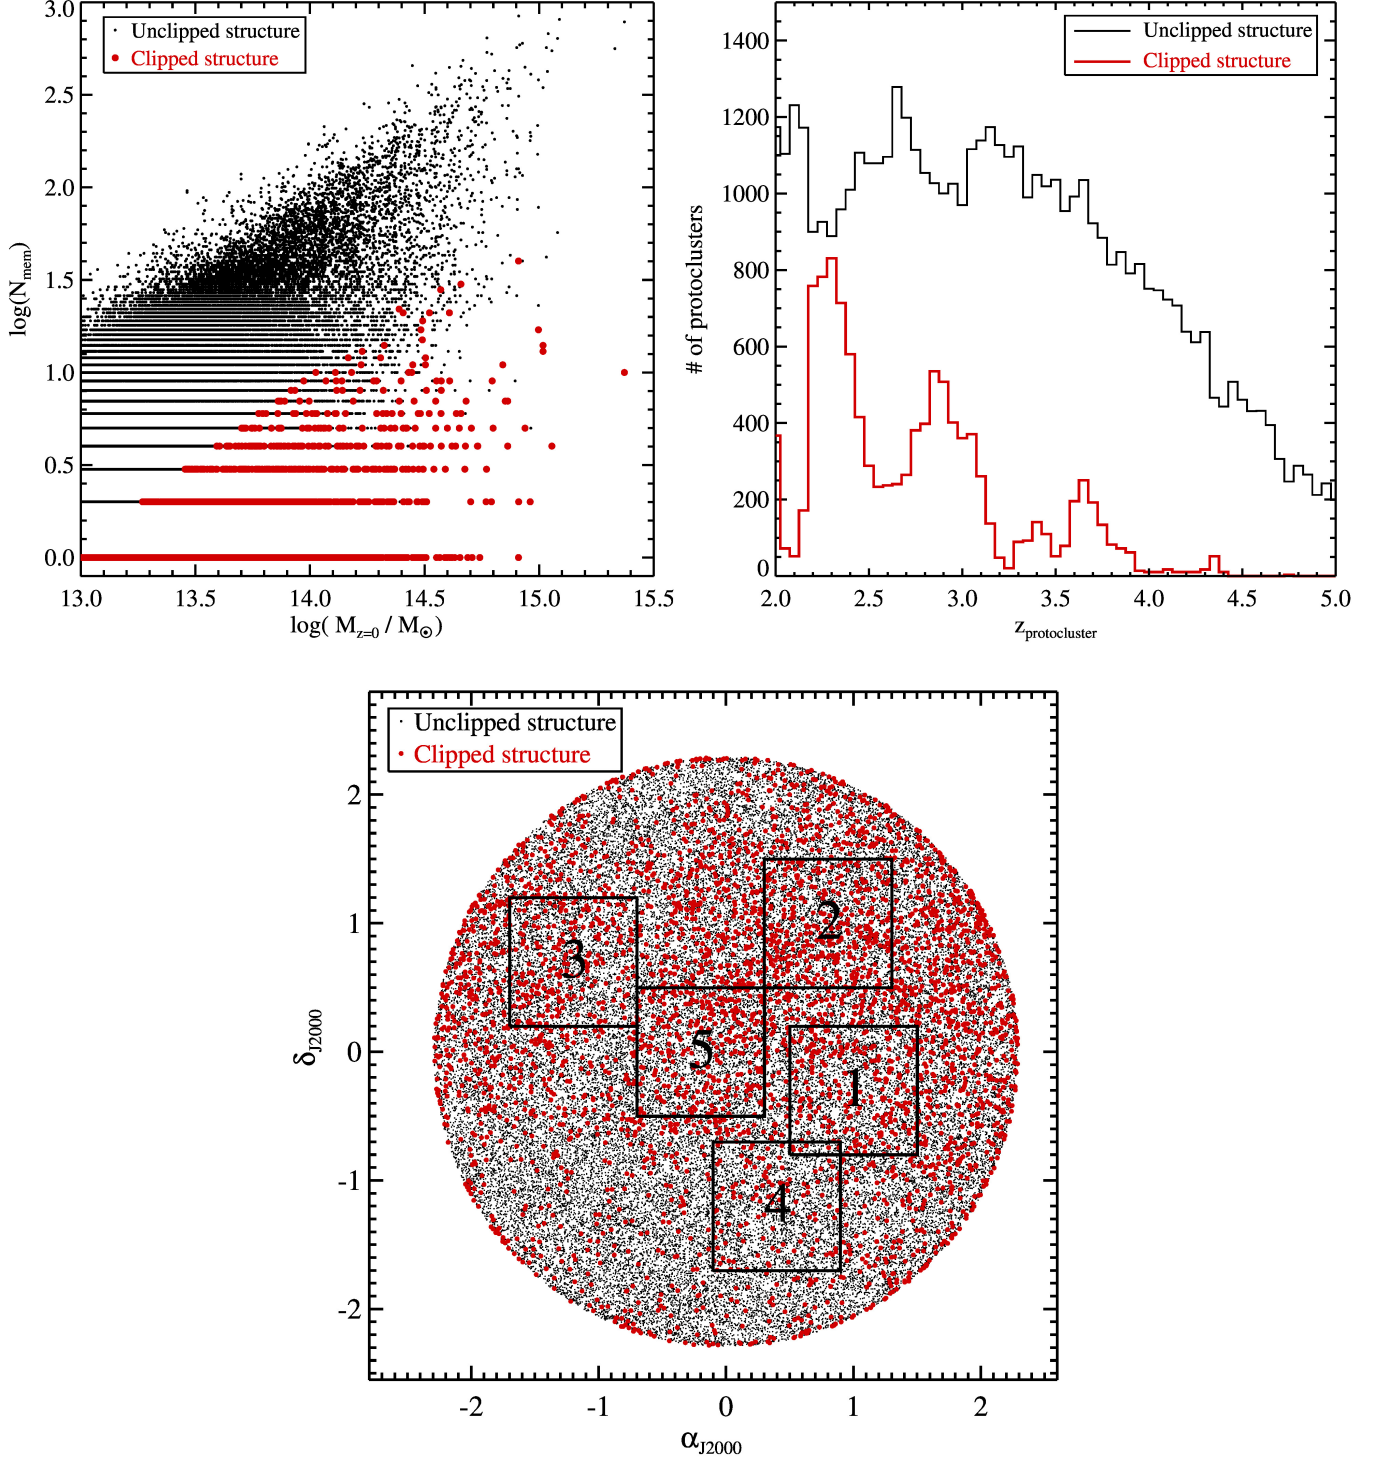 3.0
2.5
2.0
1.5
1.0
0.5
0.0
log(N_mem)
Unclipped structure
Clipped structure
13.0 13.5 14.0 14.5 15.0 15.5
log( M_z=0 / M_⊙)
1400
1200
1000
800
600
400
200
0
# of protoclusters
Unclipped structure
Clipped structure
2.0 2.5 3.0 3.5 4.0 4.5 5.0
z_protocluster
Unclipped structure
Clipped structure
2
1
0
-1
-2
δ_J2000
2
3
5
1
4
-2 -1 0 1 2
α_J2000